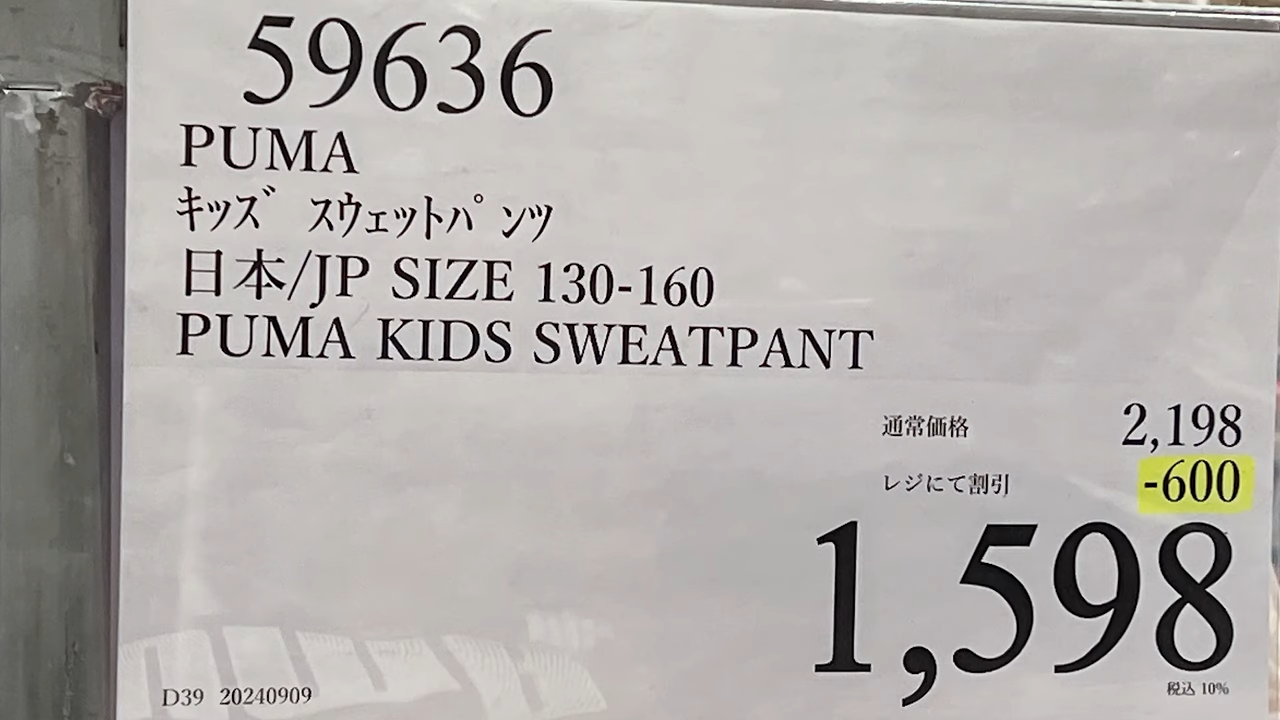 59636
PUMA
ｷｯｽﾞ ｽｳｪｯﾄﾊﾟﾝﾂ
日本/JP SIZE 130-160
PUMA KIDS SWEATPANT
通常価格 2,198
レジにて割引 -600
1,598
税込 10%
D39 20240909